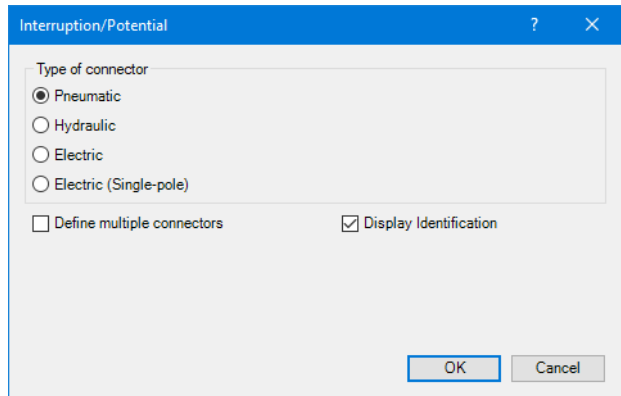 Interruption/Potential ?
Type of connector
Pneumatic
Hydraulic
Electric
Electric (Single-pole)
Define multiple connectors Display Identification
OK Cancel